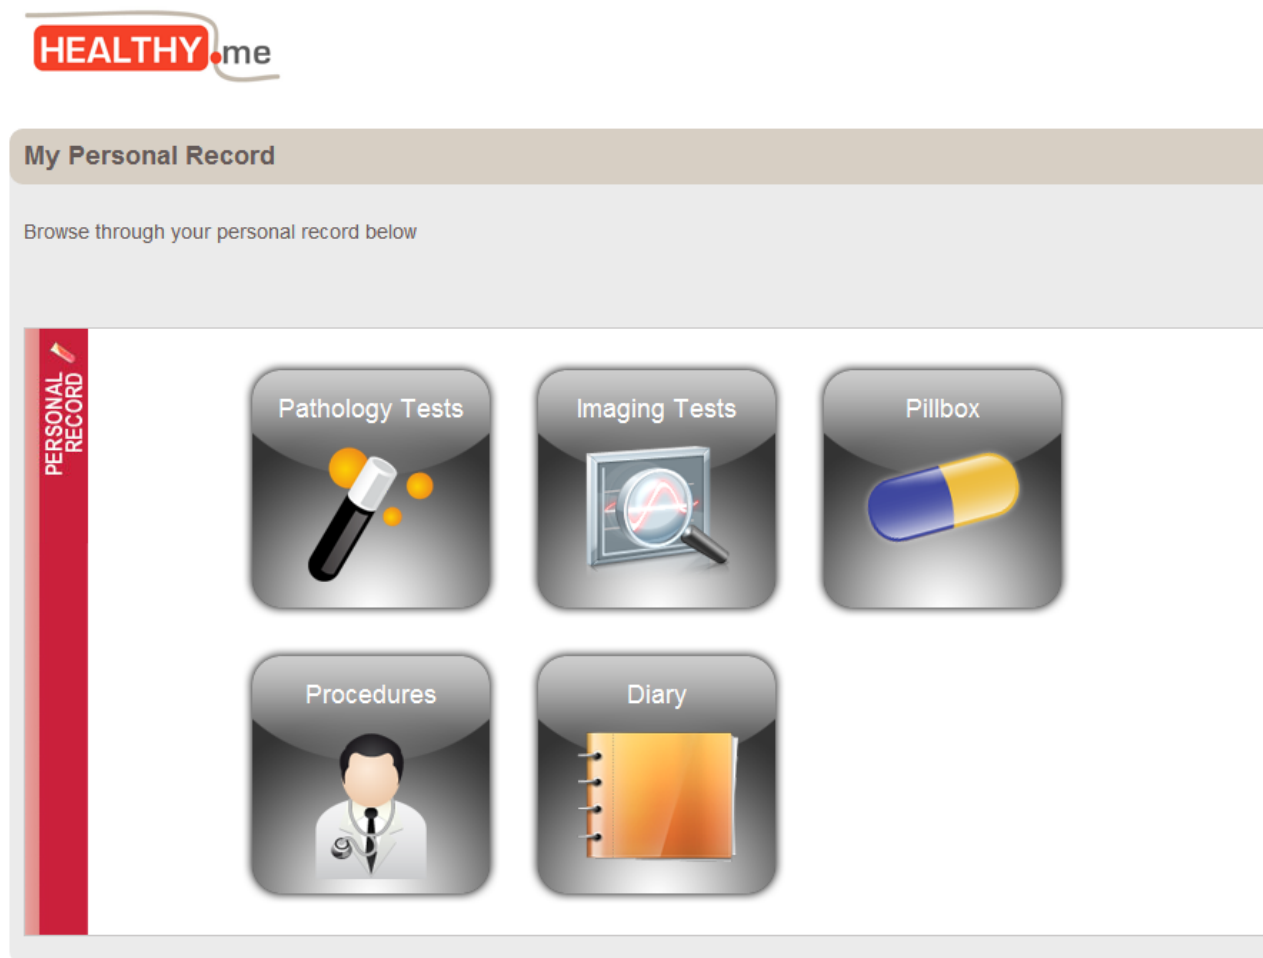 HEALTHY.me
My Personal Record
Browse through your personal record below
PERSONAL
RECORD
Pathology Tests
Imaging Tests
Pillbox
Procedures
Diary